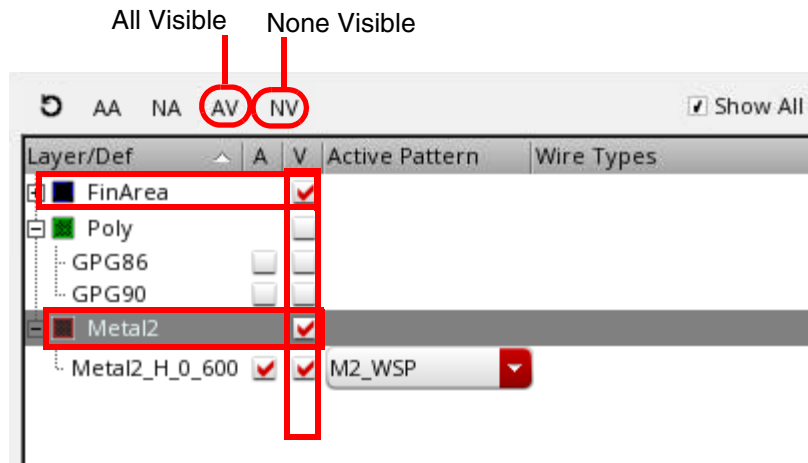 All Visible None Visible
AA NA AV NV Show All
Layer/Def A V Active Pattern Wire Types
FinArea
Poly
GPG86
GPG90
Metal2
Metal2_H_0_600 M2_WSP